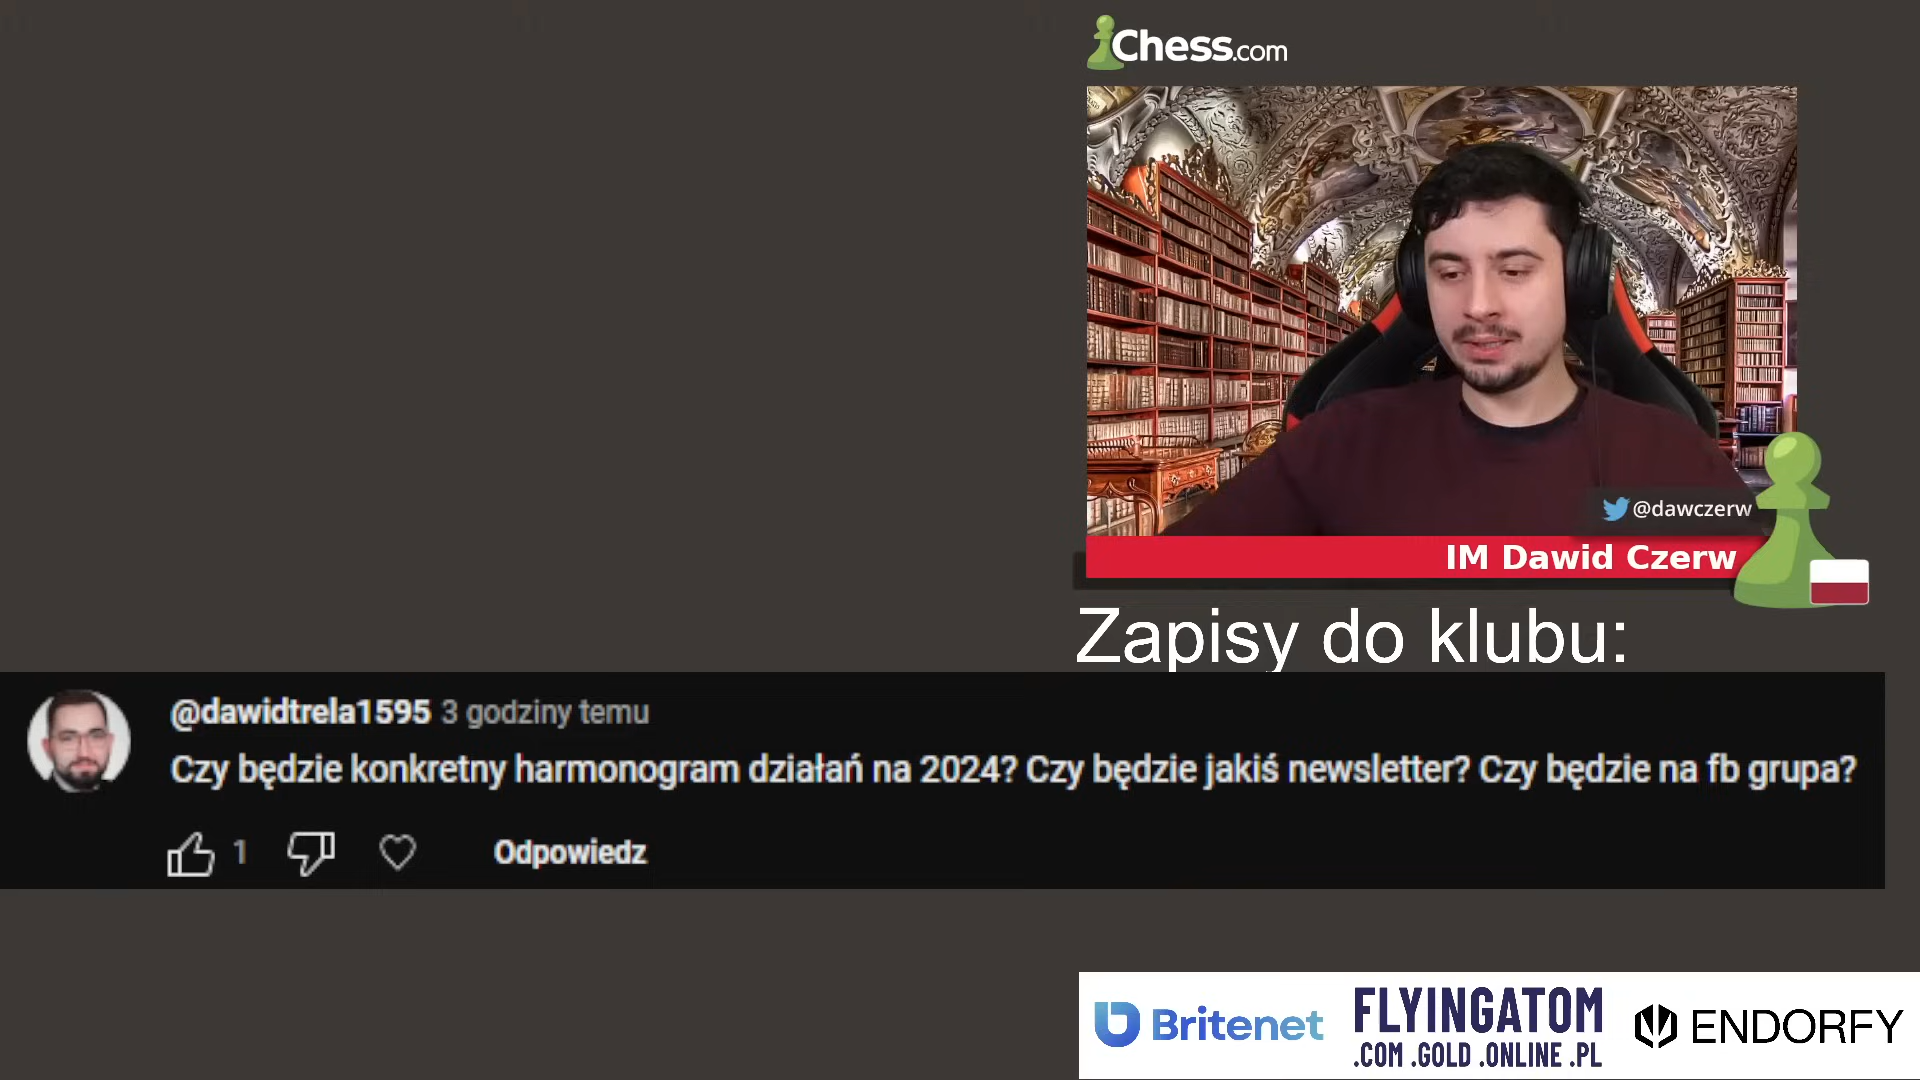 Chess.com
@dawczerw
IM Dawid Czerw
Zapisy do klubu:
@dawidtrela1595 3 godziny temu
Czy będzie konkretny harmonogram działań na 2024? Czy będzie jakiś newsletter? Czy będzie na fb grupa?
1
Odpowiedz
Britenet
FLYINGATOM
.COM .GOLD .ONLINE .PL
ENDORFY